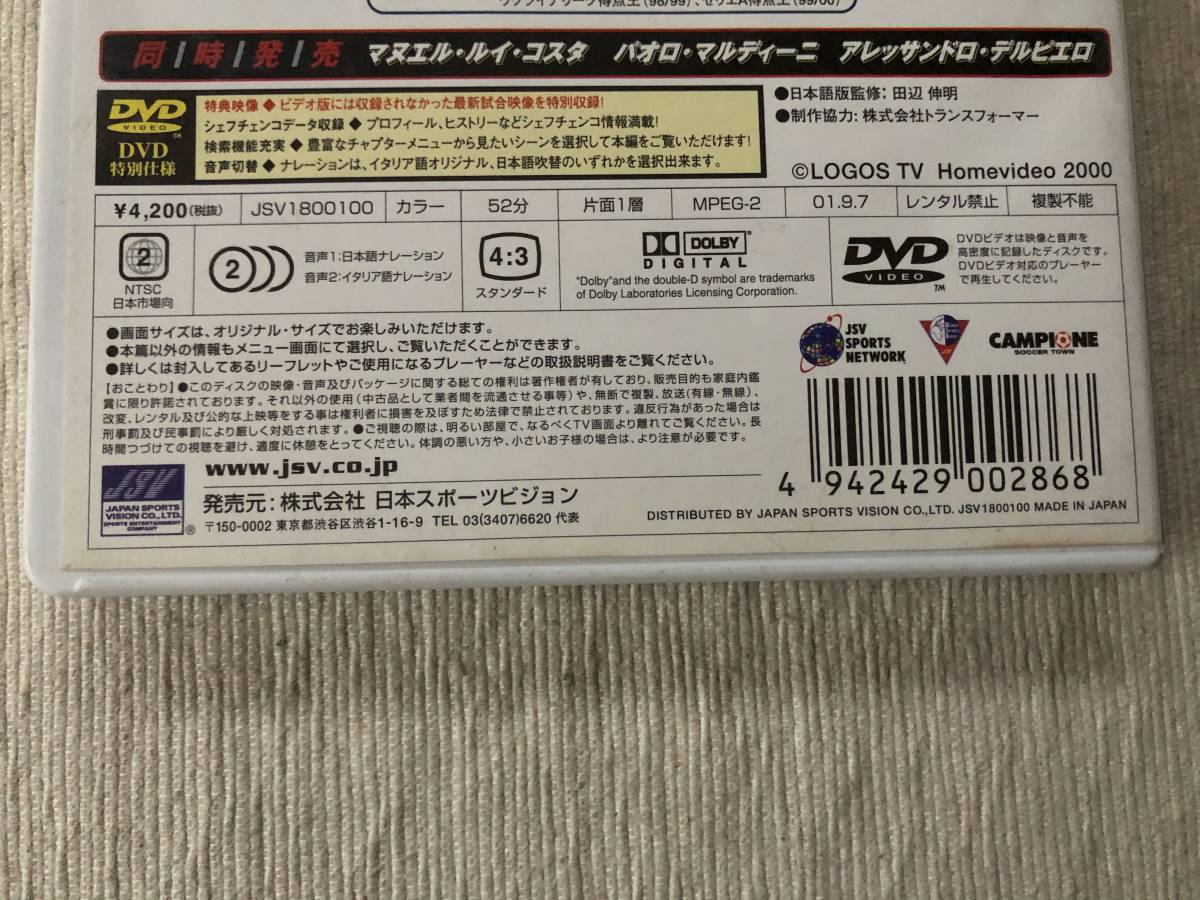 ウクライナリーグ得点王(98/99)、セリエA得点王(99/00)
同/時/発/売 マヌエル・ルイ・コスタ パオロ・マルディーニ アレッサンドロ・デルピエロ
DVD
VIDEO
TM
DVD
特別仕様
特典映像 ◆ ビデオ版には収録されなかった最新試合映像を特別収録!
シェフチェンコデータ収録 ◆ プロフィール、ヒストリーなどシェフチェンコ情報満載!
検索機能充実 ◆ 豊富なチャプターメニューから見たいシーンを選択して本編をご覧いただけます!
音声切替 ◆ ナレーションは、イタリア語オリジナル、日本語吹替のいずれかを選択出来ます。
●日本語版監修: 田辺 伸明
●制作協力: 株式会社トランスフォーマー
©LOGOS TV Homevideo 2000
¥4,200(税抜) JSV1800100 カラー 52分 片面1層 MPEG-2 01.9.7 レンタル禁止 複製不能
2
NTSC
日本市場向
2
音声1:日本語ナレーション
音声2:イタリア語ナレーション
4:3
スタンダード
DOLBY
DIGITAL
"Dolby"and the double-D symbol are trademarks
of Dolby Laboratories Licensing Corporation.
DVD
VIDEO
TM
DVDビデオは映像と音声を
高密度に記録したディスクです。
DVDビデオ対応のプレーヤー
で再生してください。
●画面サイズは、オリジナル・サイズでお楽しみいただけます。
●本篇以外の情報もメニュー画面にて選択し、ご覧いただくことができます。
●詳しくは封入してあるリーフレットやご使用になるプレーヤーなどの取扱説明書をご覧ください。
【おことわり】●このディスクの映像・音声及びパッケージに関する総ての権利は著作権者が有しており、販売目的も家庭内鑑
賞に限り許諾されております。それ以外の使用(中古品として業者間を流通させる事等)や、無断で複製、放送(有線・無線)、
改変、レンタル及び公的な上映等をする事は権利者に損害を及ぼすため法律で禁止されております。違反行為があった場合は
刑事罰及び民事罰により厳しく対処されます。●ご視聴の際は、明るい部屋で、なるべくTV画面より離れてご覧ください。長
時間つづけての視聴を避け、適度に休憩をとってください。体調の悪い方や、小さいお子様の場合は、より注意が必要です。
JSV
SPORTS
NETWORK
CAMPIONE
SOCCER TOWN
4 942429 002868
JSV
JAPAN SPORTS
VISION CO.,LTD.
SPORTS ENTERTAINMENT
COMPANY
®
www.jsv.co.jp
発売元:株式会社 日本スポーツビジョン
〒150-0002 東京都渋谷区渋谷1-16-9 TEL 03(3407)6620 代表
DISTRIBUTED BY JAPAN SPORTS VISION CO.,LTD. JSV1800100 MADE IN JAPAN